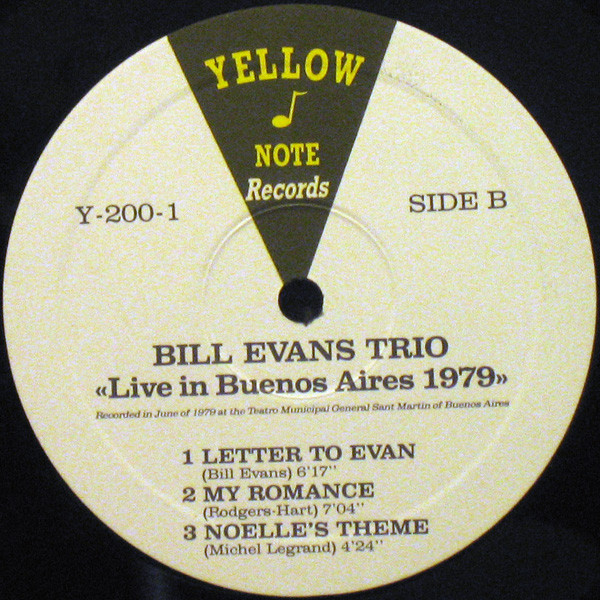 YELLOW
NOTE
Records
Y-200-1
SIDE B
BILL EVANS TRIO
«Live in Buenos Aires 1979»
Recorded in June of 1979 at the Teatro Municipal General Sant Martin of Buenos Aires
1 LETTER TO EVAN
(Bill Evans) 6'17''
2 MY ROMANCE
(Rodgers-Hart) 7'04''
3 NOELLE'S THEME
(Michel Legrand) 4'24''